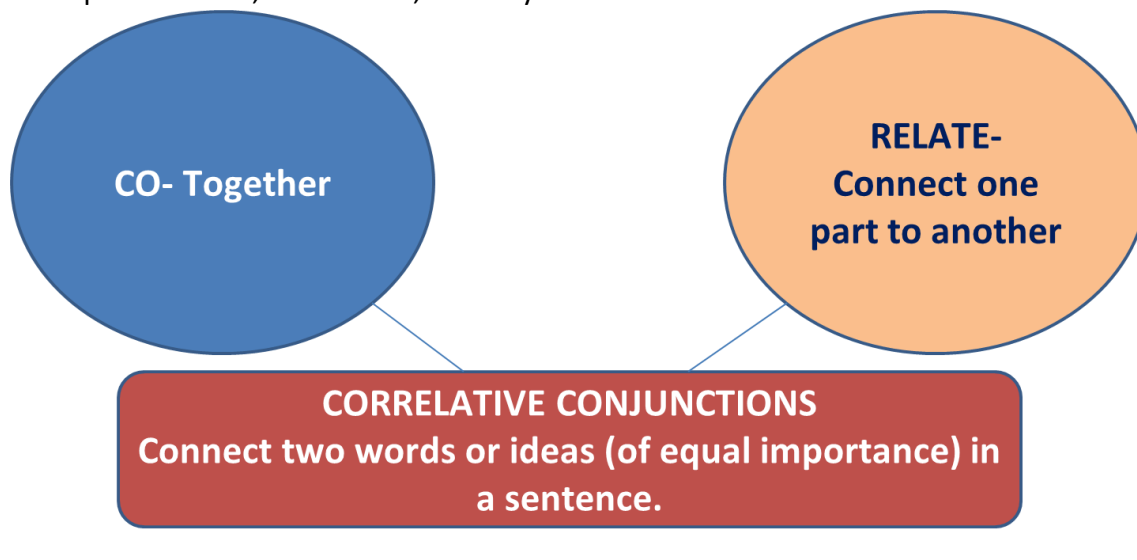 CO- Together
RELATE-
Connect one
part to another
CORRELATIVE CONJUNCTIONS
Connect two words or ideas (of equal importance) in
a sentence.